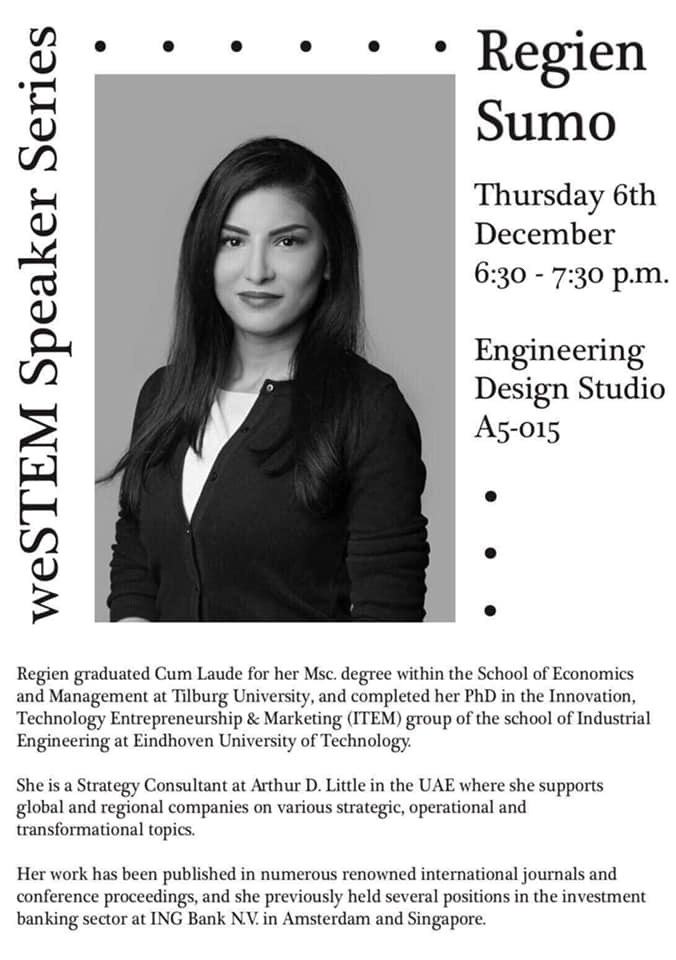 weSTEM Speaker Series
Regien
Sumo
Thursday 6th
December
6:30 - 7:30 p.m.
Engineering
Design Studio
A5-015
Regien graduated Cum Laude for her Msc. degree within the School of Economics
and Management at Tilburg University, and completed her PhD in the Innovation,
Technology Entrepreneurship & Marketing (ITEM) group of the school of Industrial
Engineering at Eindhoven University of Technology.
She is a Strategy Consultant at Arthur D. Little in the UAE where she supports
global and regional companies on various strategic, operational and
transformational topics.
Her work has been published in numerous renowned international journals and
conference proceedings, and she previously held several positions in the investment
banking sector at ING Bank N.V. in Amsterdam and Singapore.